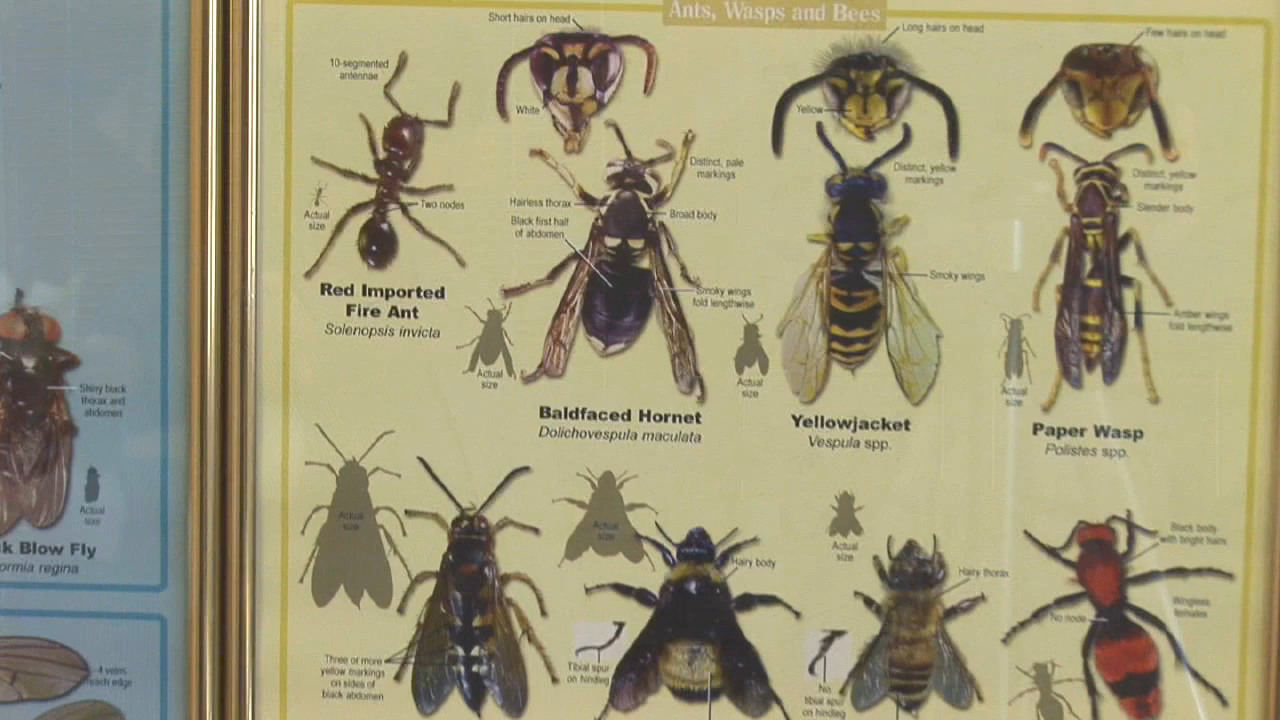 Ants, Wasps and Bees
Short hairs on head
Long hairs on head
Few hairs on head
10-segmented
antennae
White
Yellow
Distinct, pale
markings
Distinct, yellow
markings
Distinct, yellow
markings
Actual
size
Two nodes
Hairless thorax
Broad body
Slender body
Black first half
of abdomen
Smoky wings
Smoky wings
fold lengthwise
Amber wings
fold lengthwise
Red Imported
Fire Ant
Solenopsis invicta
Actual
size
Actual
size
Actual
size
Baldfaced Hornet
Dolichovespula maculata
Yellowjacket
Vespula spp.
Paper Wasp
Polistes spp.
Shiny black
thorax and
abdomen
Actual
size
k Blow Fly
ormia regina
4 veins
each edge
Actual
size
Actual
size
Actual
size
Hairy body
Hairy thorax
Black body
with bright hairs
Wingless
females
No node
Three or more
yellow markings
on sides of
black abdomen
Tibial spur
on hindleg
No
tibial spur
on hindleg